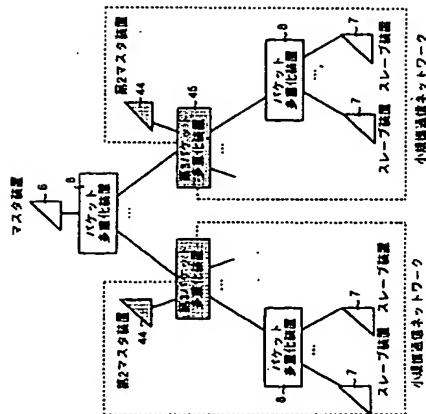 マスタ装置
6
8
パケット
多重化装置
第2マスタ装置
44
第3パケット
多重化装置
第2マスタ装置
44
第3パケット
多重化装置
45
パケット
多重化装置
8
パケット
多重化装置
8
7
スレーブ装置
7
スレーブ装置
7
スレーブ装置
7
スレーブ装置
小規模通信ネットワーク
小規模通信ネットワーク